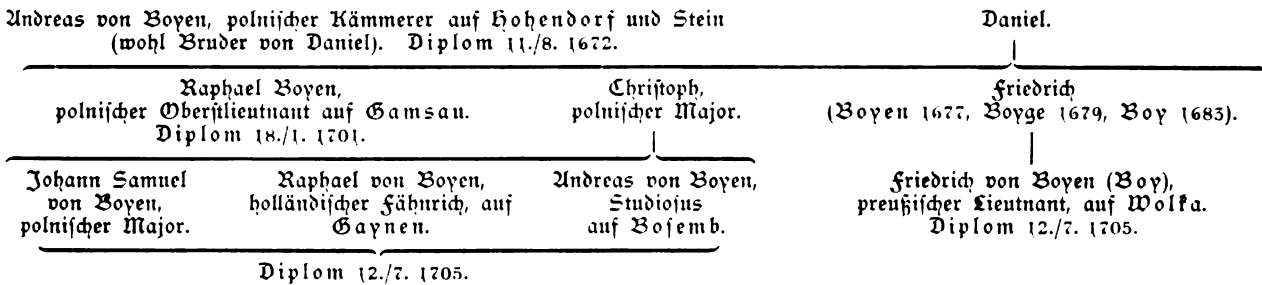 Andreas von Boyen, polnischer Kämmerer auf Hohendorf und Stein
(wohl Bruder von Daniel). Diplom 11./8. 1672.
Daniel.
Raphael Boyen,
polnischer Oberstlieutnant auf Gamsau.
Diplom 18./1. 1701.
Christoph,
polnischer Major.
Friedrich
(Boyen 1677, Boyge 1679, Boy 1683).
Johann Samuel
von Boyen,
polnischer Major.
Raphael von Boyen,
holländischer Fähnrich, auf
Gaynen.
Andreas von Boyen,
Studiosus
auf Bosemb.
Friedrich von Boyen (Boy),
preußischer Lieutnant, auf Wolka.
Diplom 12./7. 1705.
Diplom 12./7. 1705.